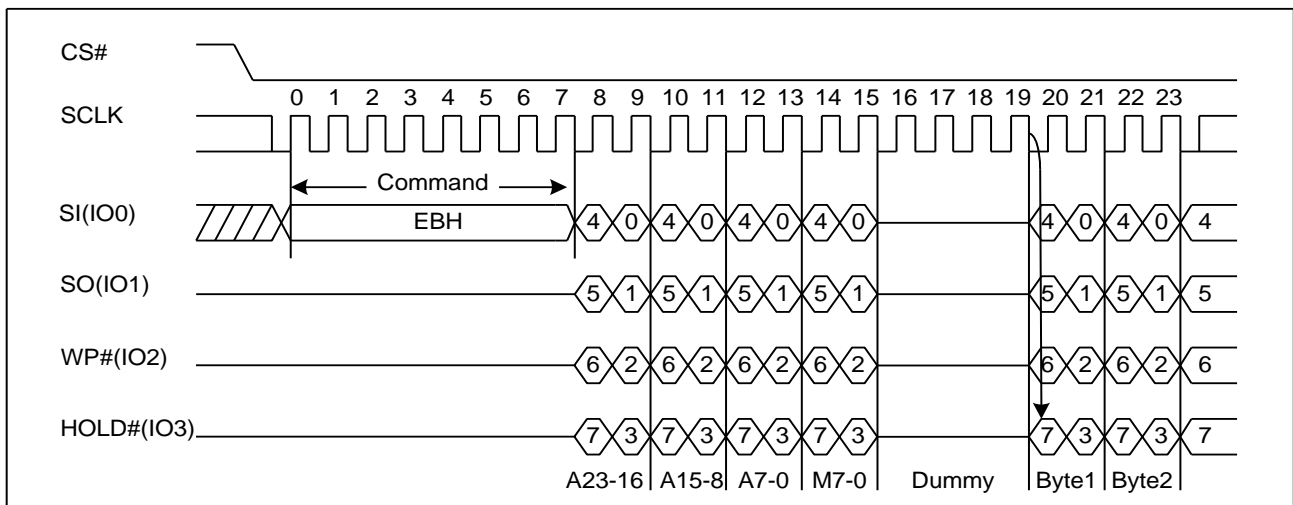 CS#
0 1 2 3 4 5 6 7 8 9 10 11 12 13 14 15 16 17 18 19 20 21 22 23
SCLK
Command
SI(IO0) EBH 4 0 4 0 4 0 4 0 4 0 4 0 4
SO(IO1) 5 1 5 1 5 1 5 1 5 1 5 1 5
WP#(IO2) 6 2 6 2 6 2 6 2 6 2 6 2 6
HOLD#(IO3) 7 3 7 3 7 3 7 3 7 3 7 3 7
A23-16 A15-8 A7-0 M7-0 Dummy Byte1 Byte2